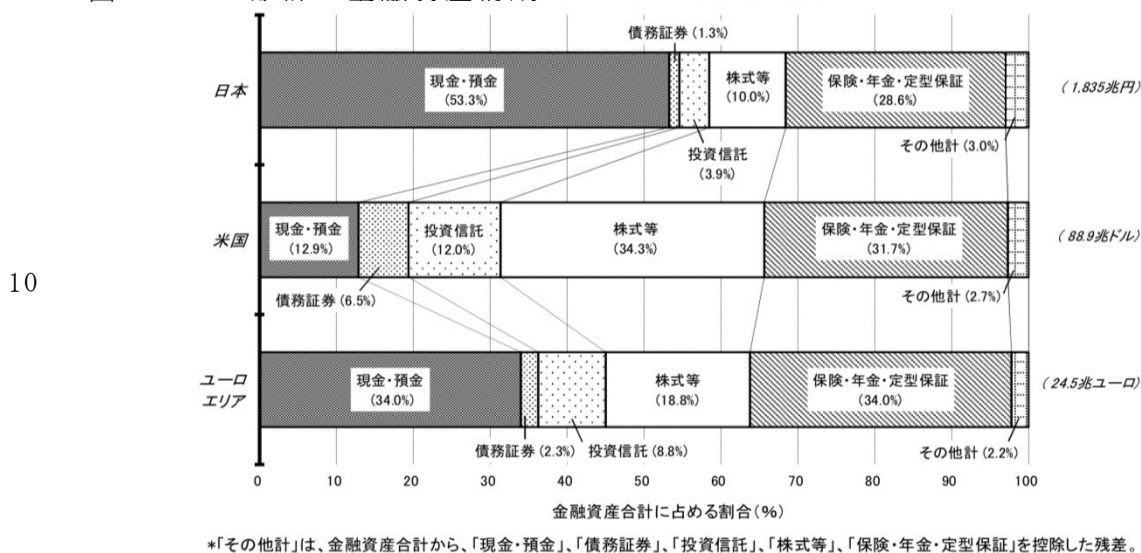 債務証券(1.3%)
日本
現金・預金
(53.3%)
株式等
(10.0%)
保険・年金・定型保証
(28.6%)
(1,835兆円)
投資信託
(3.9%)
その他計(3.0%)
米国
現金・預金
(12.9%)
投資信託
(12.0%)
株式等
(34.3%)
保険・年金・定型保証
(31.7%)
(88.9兆ドル)
10
債務証券(6.5%)
その他計(2.7%)
ユーロ
エリア
現金・預金
(34.0%)
株式等
(18.8%)
保険・年金・定型保証
(34.0%)
(24.5兆ユーロ)
債務証券(2.3%)
投資信託(8.8%)
その他計(2.2%)
0 10 20 30 40 50 60 70 80 90 100
金融資産合計に占める割合(%)
*「その他計」は、金融資産合計から、「現金・預金」、「債務証券」、「投資信託」、「株式等」、「保険・年金・定型保証」を控除した残差。